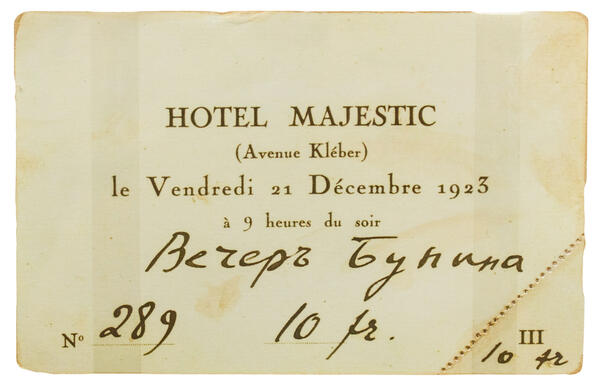 HOTEL MAJESTIC
(Avenue Kléber)
le Vendredi 21 Décembre 1923
à 9 heures du soir
Вечеръ Бунина
Nº 289 10 fr. III
10 fr